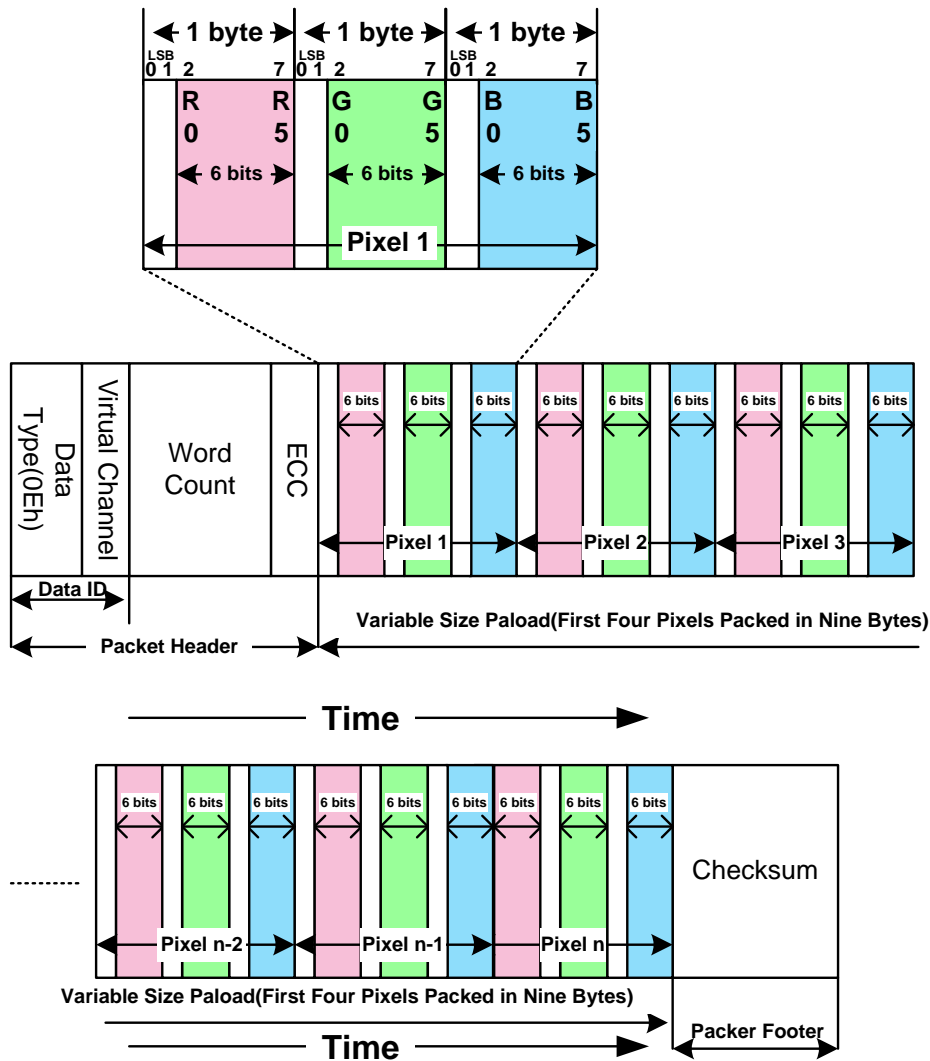 1 byte 1 byte 1 byte
LSB LSB LSB
0 1 2 7 0 1 2 7 0 1 2 7
R R G G B B
0 5 0 5 0 5
6 bits 6 bits 6 bits
Pixel 1
Data Type(0Eh)
Virtual Channel
Word Count
ECC
6 bits 6 bits 6 bits 6 bits 6 bits 6 bits 6 bits 6 bits 6 bits
Pixel 1 Pixel 2 Pixel 3
Data ID
Variable Size Paload(First Four Pixels Packed in Nine Bytes)
Packet Header
Time
6 bits 6 bits 6 bits 6 bits 6 bits 6 bits 6 bits 6 bits 6 bits
Checksum
Pixel n-2 Pixel n-1 Pixel n
Variable Size Paload(First Four Pixels Packed in Nine Bytes)
Packer Footer
Time